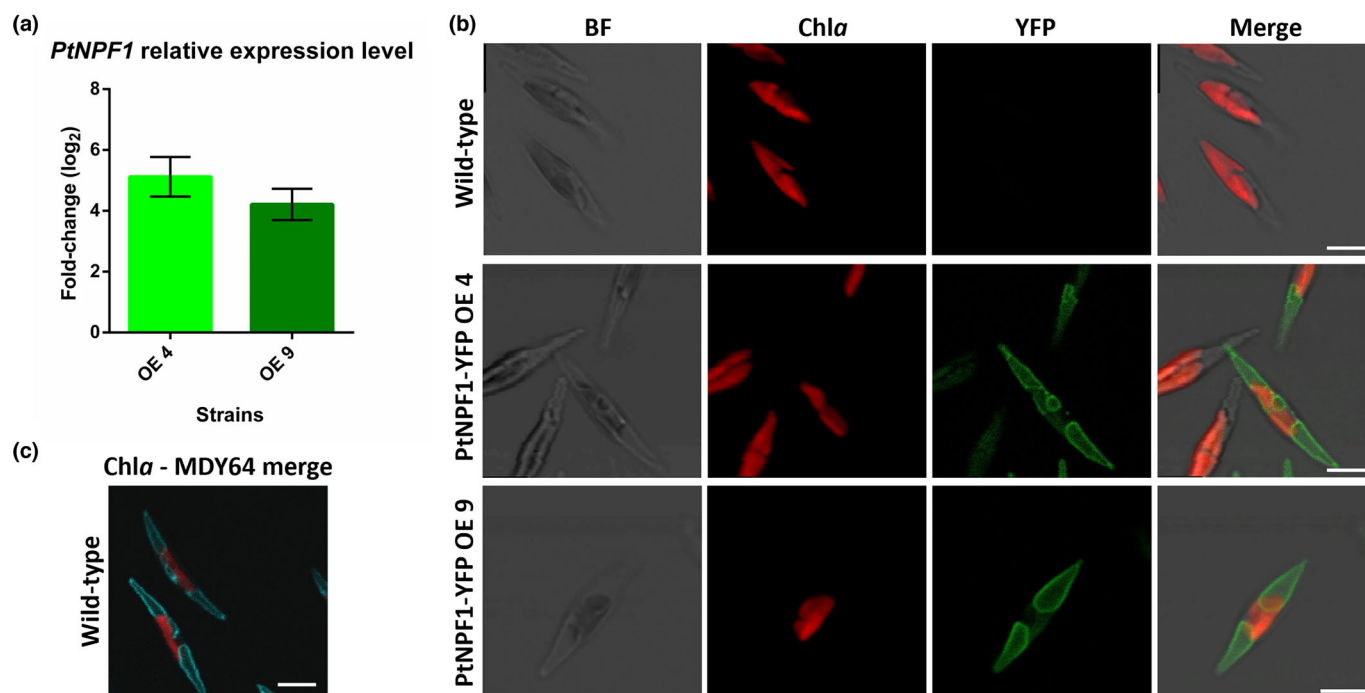 (a)
PtNPF1 relative expression level
8
6
4
2
0
Fold-change (log₂)
OE 4
OE 9
Strains
(b)
BF
Chla
YFP
Merge
Wild-type
PtNPF1-YFP OE 4
PtNPF1-YFP OE 9
(c)
Chla - MDY64 merge
Wild-type